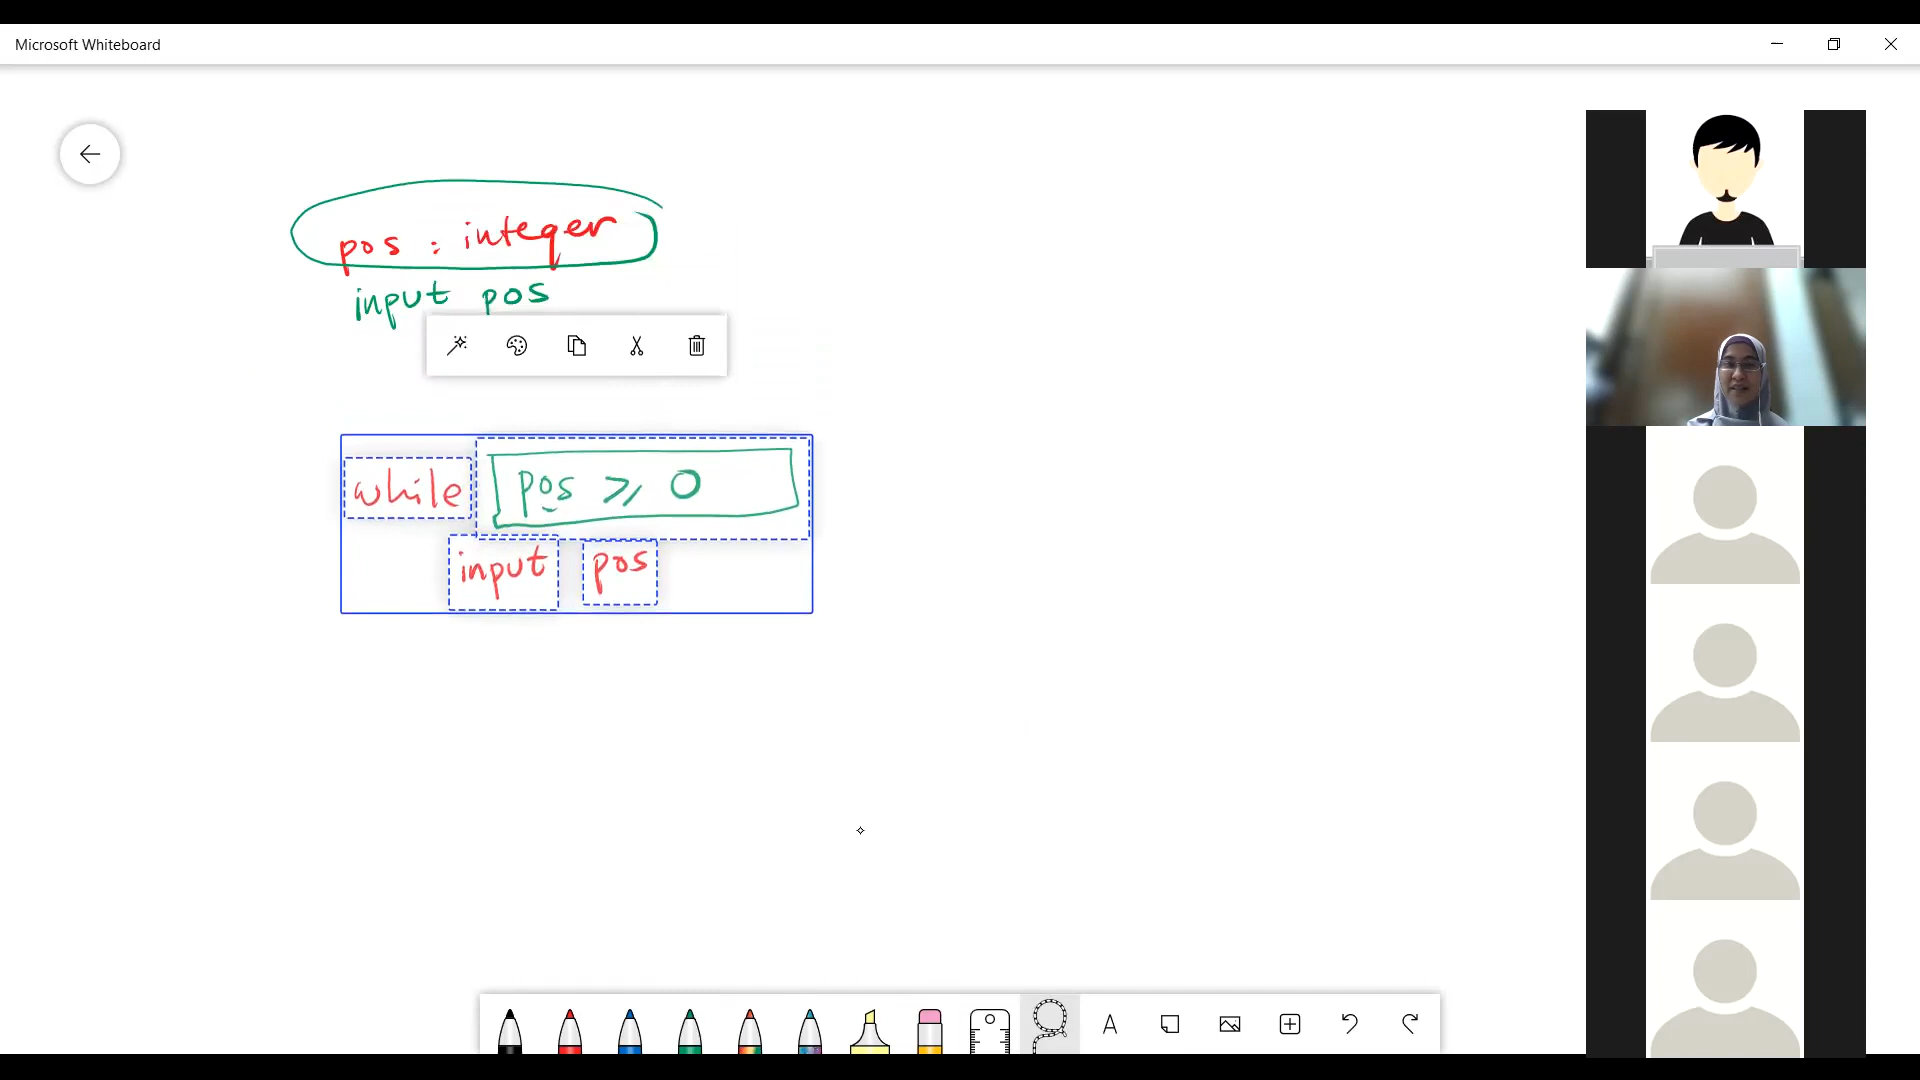 Microsoft Whiteboard
pos : integer
input pos
while pos ≥ 0
input pos